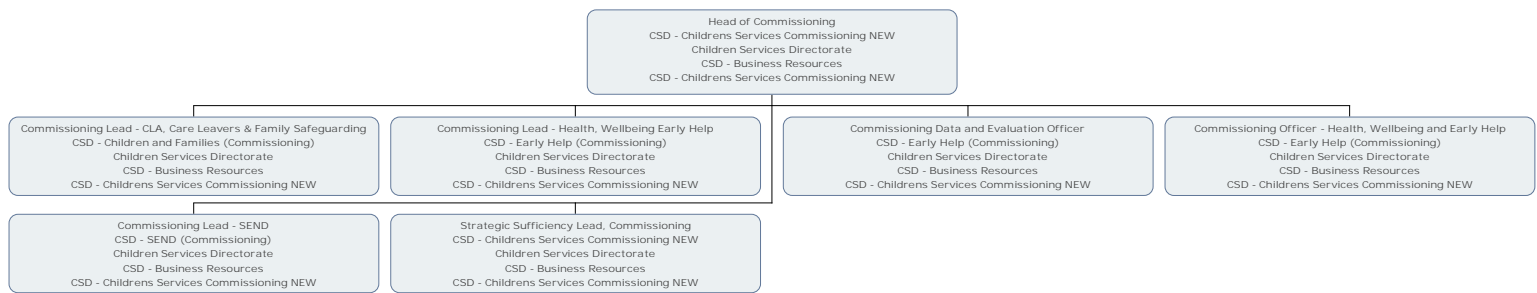 Head of Commissioning
CSD - Childrens Services Commissioning NEW
Children Services Directorate
CSD - Business Resources
CSD - Childrens Services Commissioning NEW
Commissioning Lead - CLA, Care Leavers & Family Safeguarding
CSD - Children and Families (Commissioning)
Children Services Directorate
CSD - Business Resources
CSD - Childrens Services Commissioning NEW
Commissioning Lead - Health, Wellbeing Early Help
CSD - Early Help (Commissioning)
Children Services Directorate
CSD - Business Resources
CSD - Childrens Services Commissioning NEW
Commissioning Data and Evaluation Officer
CSD - Early Help (Commissioning)
Children Services Directorate
CSD - Business Resources
CSD - Childrens Services Commissioning NEW
Commissioning Officer - Health, Wellbeing and Early Help
CSD - Early Help (Commissioning)
Children Services Directorate
CSD - Business Resources
CSD - Childrens Services Commissioning NEW
Commissioning Lead - SEND
CSD - SEND (Commissioning)
Children Services Directorate
CSD - Business Resources
CSD - Childrens Services Commissioning NEW
Strategic Sufficiency Lead, Commissioning
CSD - Childrens Services Commissioning NEW
Children Services Directorate
CSD - Business Resources
CSD - Childrens Services Commissioning NEW